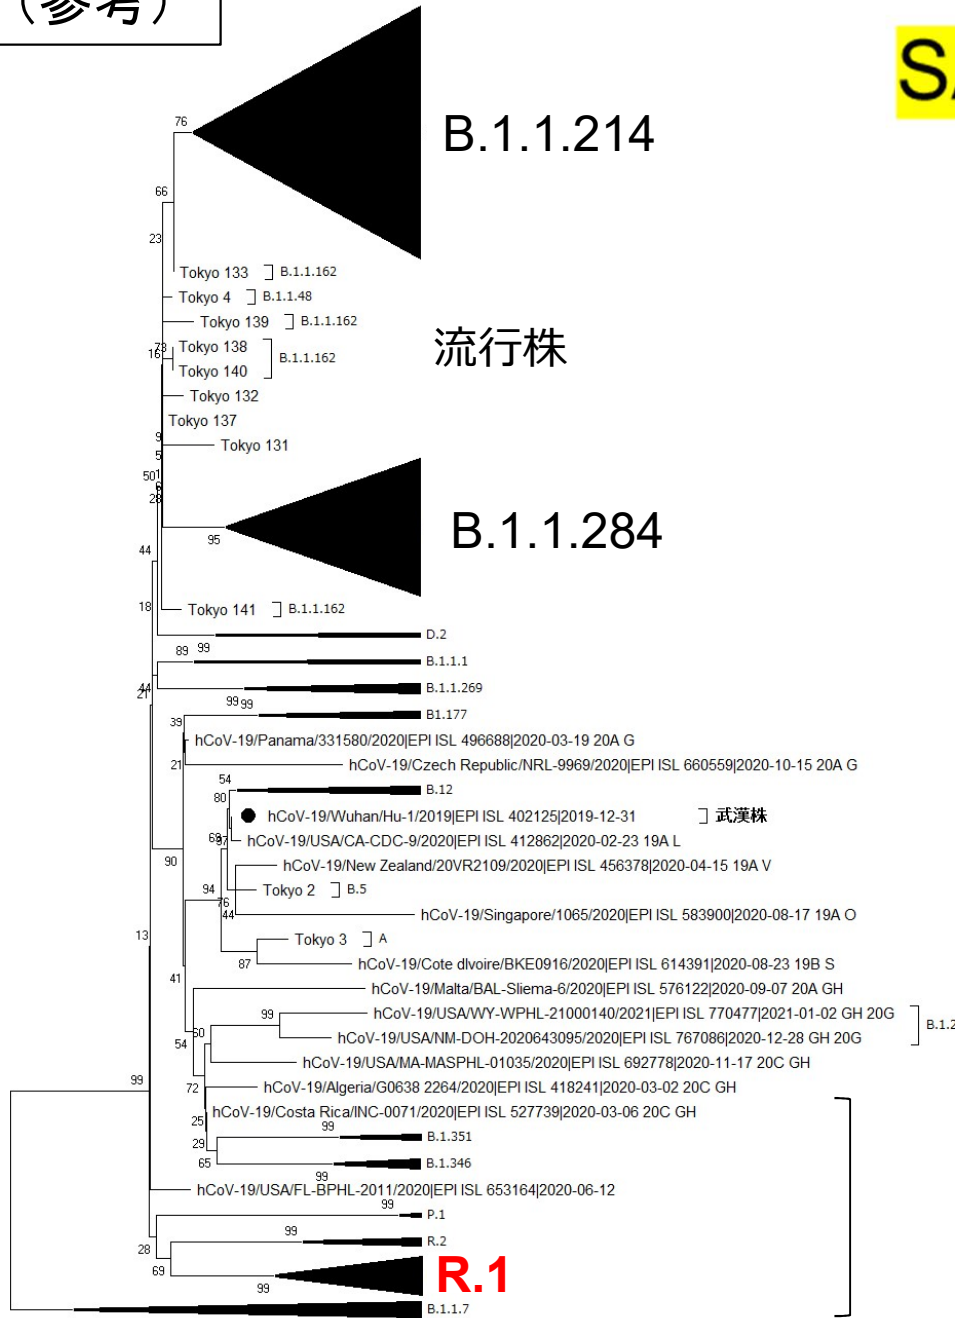 （参考）
S
76
B.1.1.214
66
23
Tokyo 133
B.1.1.162
Tokyo 4
B.1.1.48
Tokyo 139
B.1.1.162
流行株
Tokyo 138
Tokyo 140
B.1.1.162
Tokyo 132
Tokyo 137
9
Tokyo 131
5
50
28
B.1.1.284
95
44
18
Tokyo 141
B.1.1.162
D.2
89
99
B.1.1.1
44
21
B.1.1.269
99
99
B1.177
39
hCoV-19/Panama/331580/2020|EPI ISL 496688|2020-03-19 20A G
21
hCoV-19/Czech Republic/NRL-9969/2020|EPI ISL 660559|2020-10-15 20A G
54
B.12
80
hCoV-19/Wuhan/Hu-1/2019|EPI ISL 402125|2019-12-31
武漢株
hCoV-19/USA/CA-CDC-9/2020|EPI ISL 412862|2020-02-23 19A L
90
hCoV-19/New Zealand/20VR2109/2020|EPI ISL 456378|2020-04-15 19A V
94
Tokyo 2
B.5
76
44
hCoV-19/Singapore/1065/2020|EPI ISL 583900|2020-08-17 19A O
13
Tokyo 3
A
87
hCoV-19/Cote dIvoire/BKE0916/2020|EPI ISL 614391|2020-08-23 19B S
41
hCoV-19/Malta/BAL-Sliema-6/2020|EPI ISL 576122|2020-09-07 20A GH
99
hCoV-19/USA/WY-WPHL-21000140/2021|EPI ISL 770477|2021-01-02 GH 20G
B.1.2
60
hCoV-19/USA/NM-DOH-2020643095/2020|EPI ISL 767086|2020-12-28 GH 20G
54
hCoV-19/USA/MA-MASPHL-01035/2020|EPI ISL 692778|2020-11-17 20C GH
99
72
hCoV-19/Algeria/G0638 2264/2020|EPI ISL 418241|2020-03-02 20C GH
hCoV-19/Costa Rica/INC-0071/2020|EPI ISL 527739|2020-03-06 20C GH
25
99
B.1.351
29
65
B.1.346
99
hCoV-19/USA/FL-BPHL-2011/2020|EPI ISL 653164|2020-06-12
99
P.1
99
R.2
28
69
R.1
99
B.1.1.7